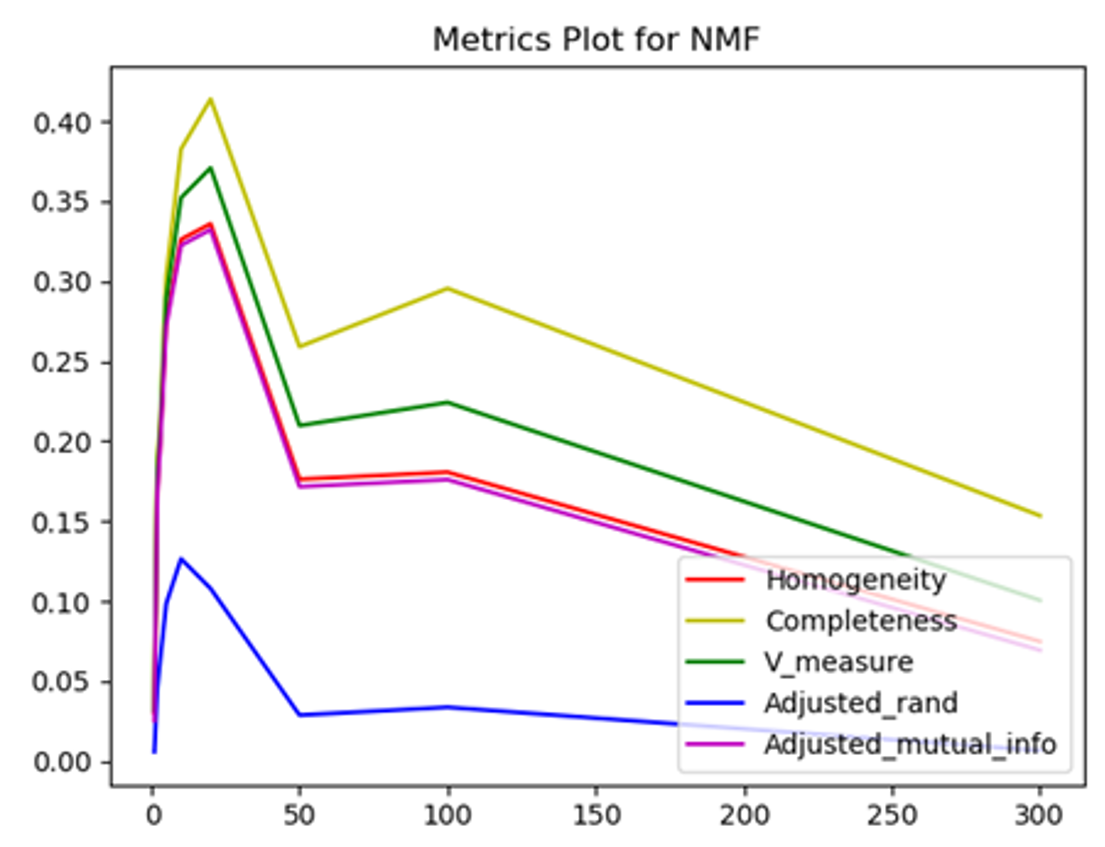 Metrics Plot for NMF
0.40
0.35
0.30
0.25
0.20
0.15
0.10
0.05
0.00
Homogeneity
Completeness
V_measure
Adjusted_rand
Adjusted_mutual_info
0 50 100 150 200 250 300